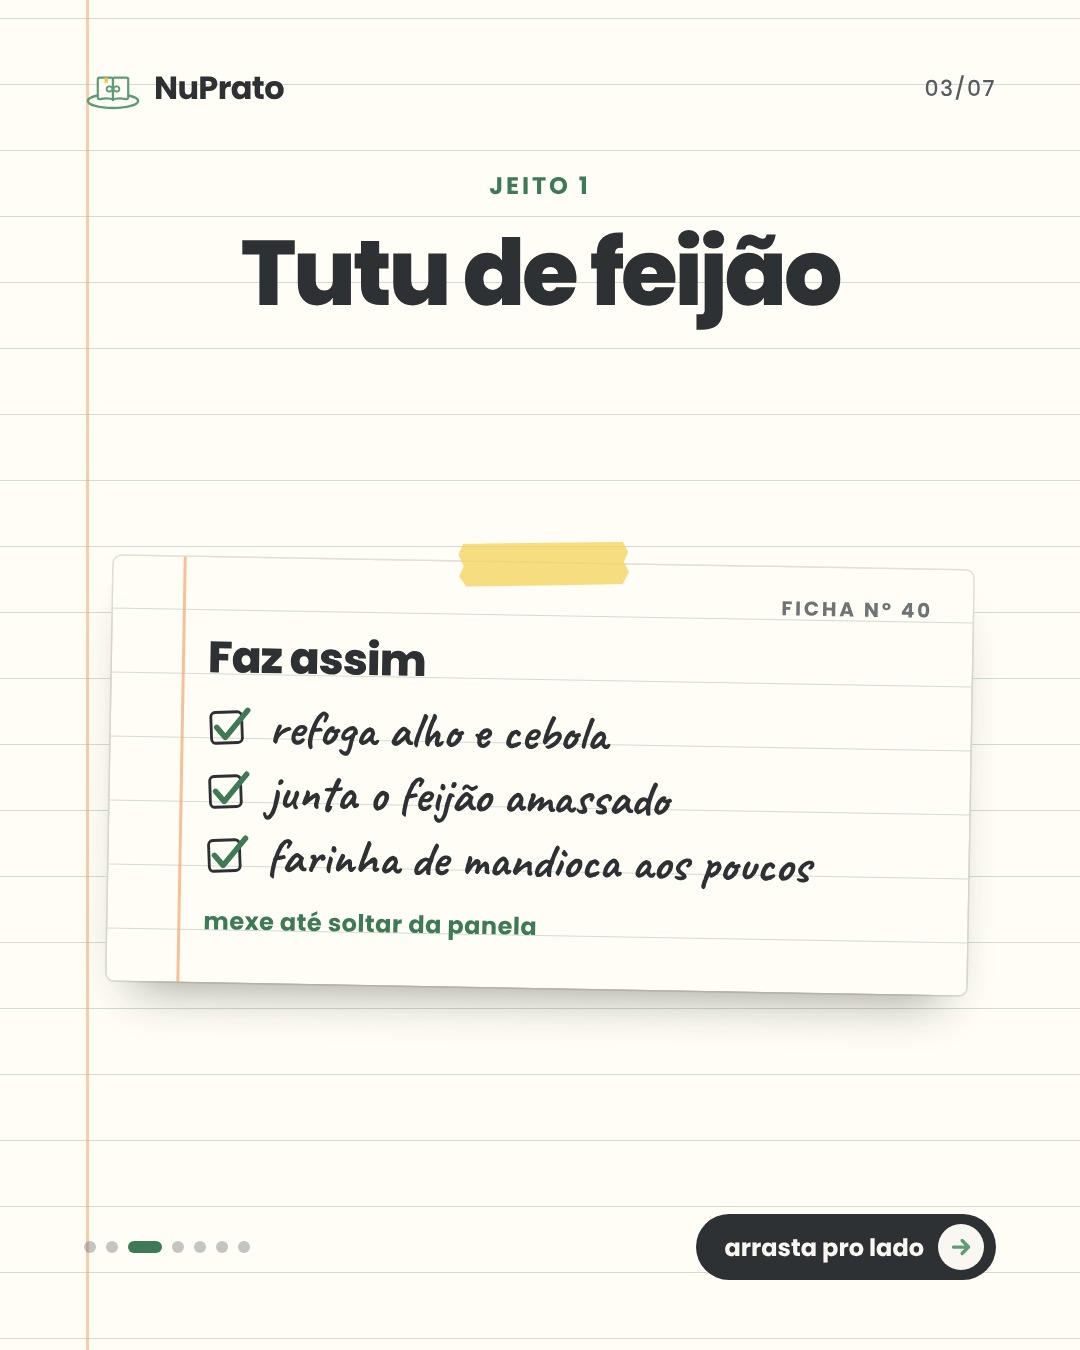 NuPrato
03/07
JEITO 1
Tutu de feijão
FICHA Nº 40
Faz assim
refoga alho e cebola
junta o feijão amassado
farinha de mandioca aos poucos
mexe até soltar da panela
arrasta pro lado